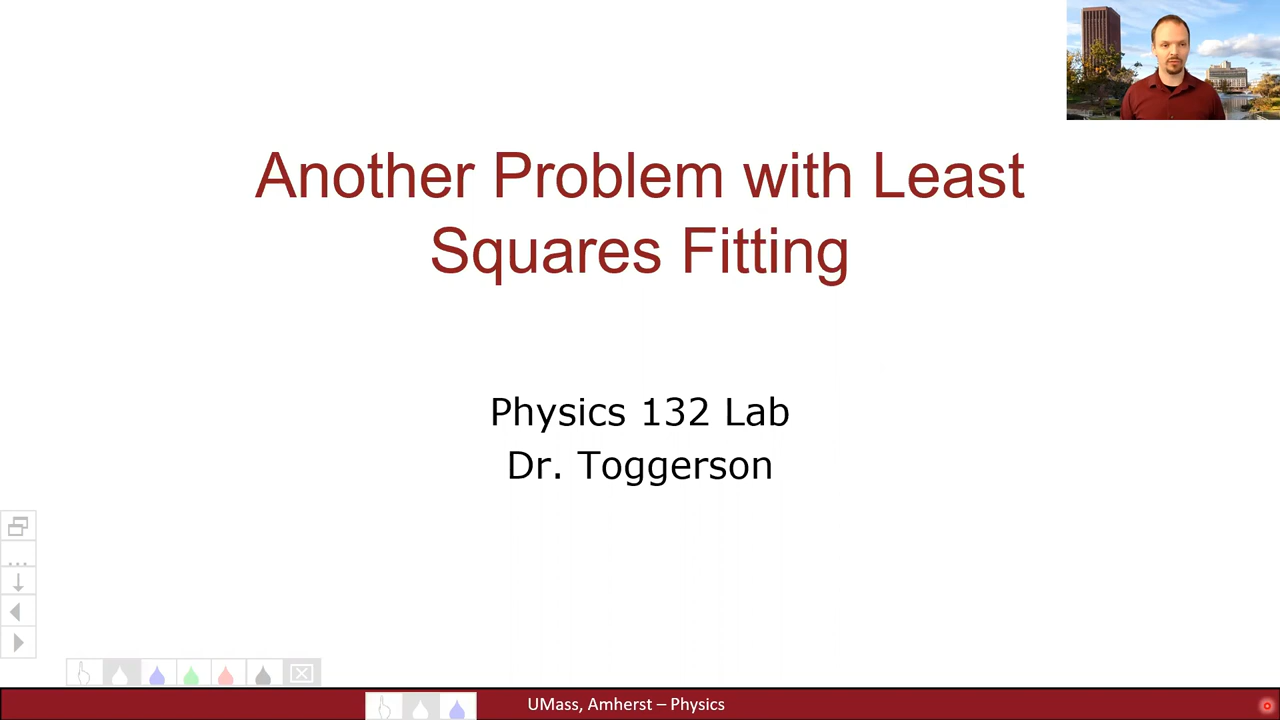 Another Problem with Least
Squares Fitting
Physics 132 Lab
Dr. Toggerson
UMass, Amherst – Physics